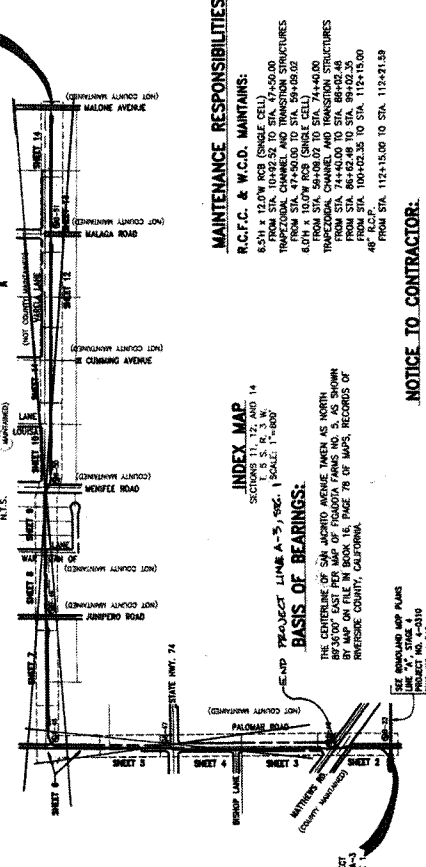 MAINTENANCE RESPONSIBILITIES
R.C.F.C. & W.C.D. MAINTAINS:
6.5'H x 12.0'W RCB (SINGLE CELL)
FROM STA. 10+92.52 TO STA. 47+50.00
TRAPEZOIDAL CHANNEL AND TRANSITION STRUCTURES
FROM STA. 47+50.00 TO STA. 59+09.02
6.0'H x 10.0'W RCB (SINGLE CELL)
FROM STA. 59+09.02 TO STA. 74+40.00
TRAPEZOIDAL CHANNEL AND TRANSITION STRUCTURES
FROM STA. 74+40.00 TO STA. 86+62.48
FROM STA. 86+62.48 TO STA. 99+02.35
FROM STA. 100+02.35 TO STA. 112+15.00
48" R.C.P.
FROM STA. 112+15.00 TO STA. 112+21.59
NOTICE TO CONTRACTOR:
INDEX MAP
SECTIONS 11, 12, AND 14
T. 5 S. R. 3 W.
SCALE: 1"=800'
END PROJECT LINE A-3, STG. 1
BASIS OF BEARINGS:
THE CENTERLINE OF SAN JACINTO AVENUE TAKEN AS NORTH
89°36'00" EAST PER MAP OF FIGADOTA FARMS NO. 5, AS SHOWN
BY MAP ON FILE IN BOOK 16, PAGE 78 OF MAPS, RECORDS OF
RIVERSIDE COUNTY, CALIFORNIA.
SEE ROMOLAND MDP PLANS
LINE "A", STAGE 4
PROJECT NO. 4-0310
N.T.S.
A
(NOT COUNTY MAINTAINED)
MALONE AVENUE
(NOT COUNTY MAINTAINED)
SHEET 14
MALAGA ROAD
(NOT COUNTY MAINTAINED)
VARELA LANE
SHEET 12
(NOT COUNTY MAINTAINED)
CUMMING AVENUE
SHEET 11
MAINTAINED)
LANE
LOUISA
SHEET 10
(COUNTY MAINTAINED)
MENIFEE ROAD
SHEET 9
LANE
SHEET 8
(NOT COUNTY MAINTAINED)
JUNIPERO ROAD
SHEET 7
SHEET 6
STATE HWY. 74
(NOT COUNTY MAINTAINED)
PALOMAR ROAD
SHEET 5
SHEET 4
BISHOP LANE
SHEET 3
MATTHEWS RD.
(COUNTY MAINTAINED)
SHEET 2